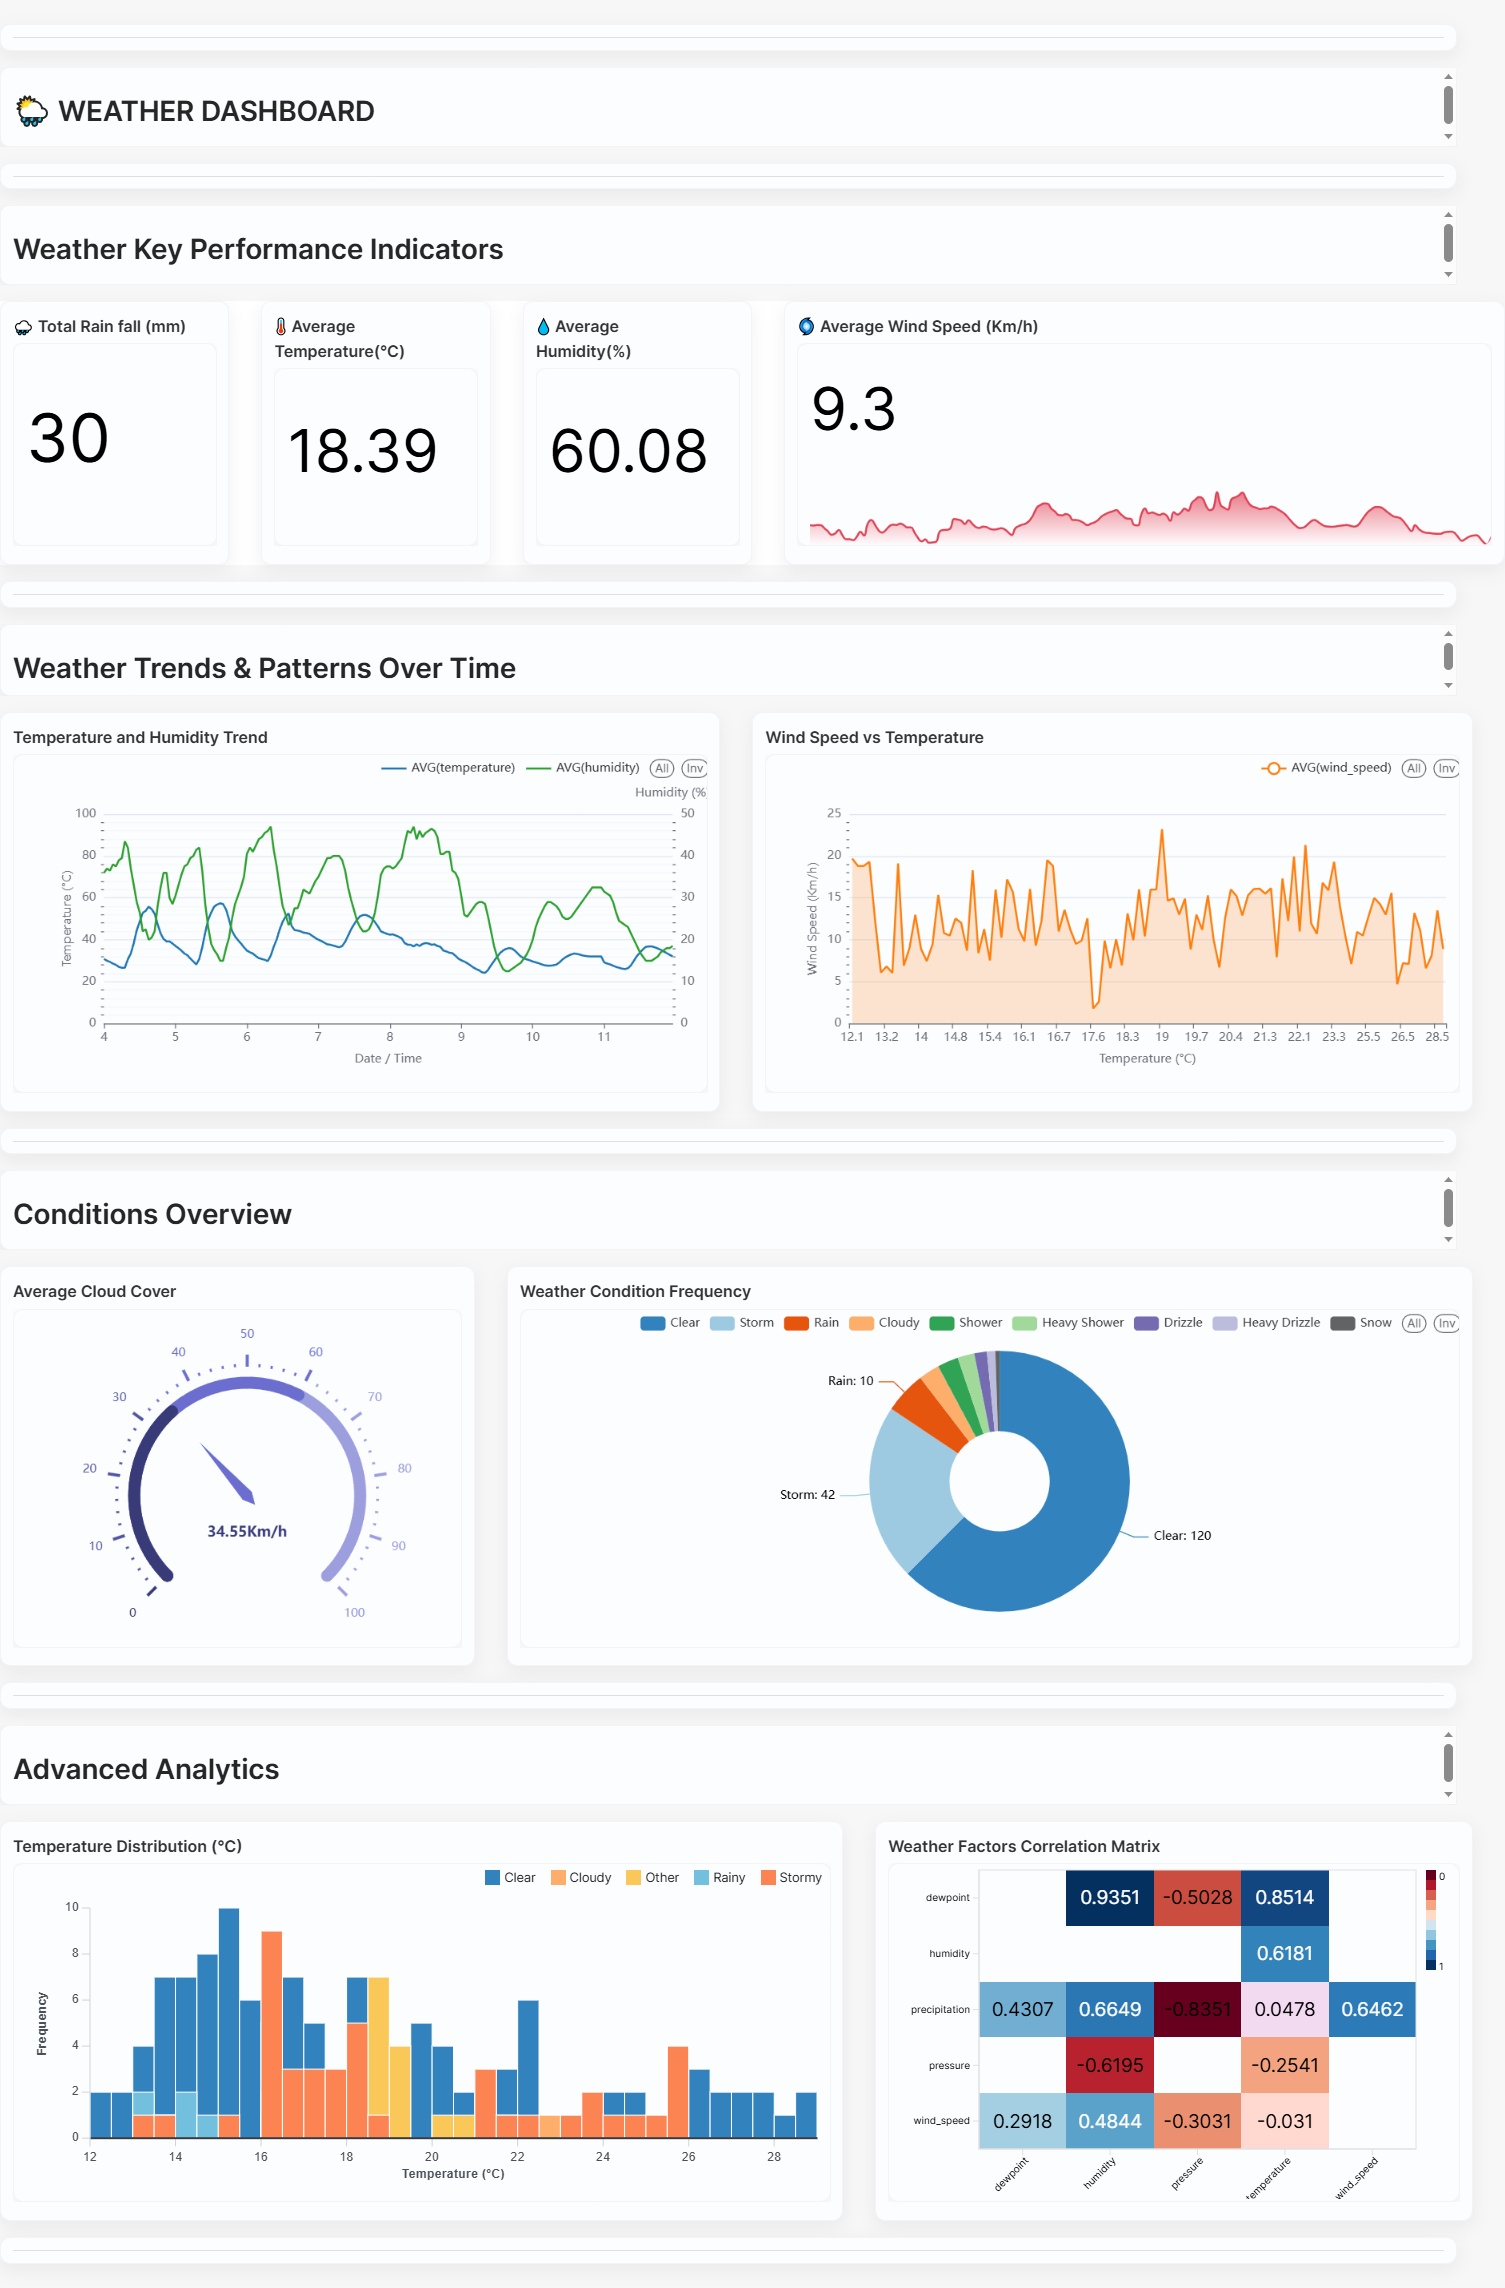 WEATHER DASHBOARD
Weather Key Performance Indicators
Total Rain fall (mm)
30
Average
Temperature(°C)
18.39
Average
Humidity(%)
60.08
Average Wind Speed (Km/h)
9.3
Weather Trends & Patterns Over Time
Temperature and Humidity Trend
AVG(temperature) AVG(humidity) All Inv
Humidity (%
100 50
80 40
60 30
40 20
20 10
0 0
Temperature (°C)
4 5 6 7 8 9 10 11
Date / Time
Wind Speed vs Temperature
AVG(wind_speed) All Inv
25
20
15
10
5
0
Wind Speed (Km/h)
12.1 13.2 14 14.8 15.4 16.1 16.7 17.6 18.3 19 19.7 20.4 21.3 22.1 23.3 25.5 26.5 28.5
Temperature (°C)
Conditions Overview
Average Cloud Cover
50
40 60
30 70
20 80
34.55Km/h
10 90
0 100
Weather Condition Frequency
Clear Storm Rain Cloudy Shower Heavy Shower Drizzle Heavy Drizzle Snow All Inv
Rain: 10
Storm: 42
Clear: 120
Advanced Analytics
Temperature Distribution (°C)
Clear Cloudy Other Rainy Stormy
10
8
6
4
2
0
Frequency
12 14 16 18 20 22 24 26 28
Temperature (°C)
Weather Factors Correlation Matrix
0
1
dewpoint 0.9351 -0.5028 0.8514
humidity 0.6181
precipitation 0.4307 0.6649 -0.8351 0.0478 0.6462
pressure -0.6195 -0.2541
wind_speed 0.2918 0.4844 -0.3031 -0.031
dewpoint humidity pressure emperature wind_speed